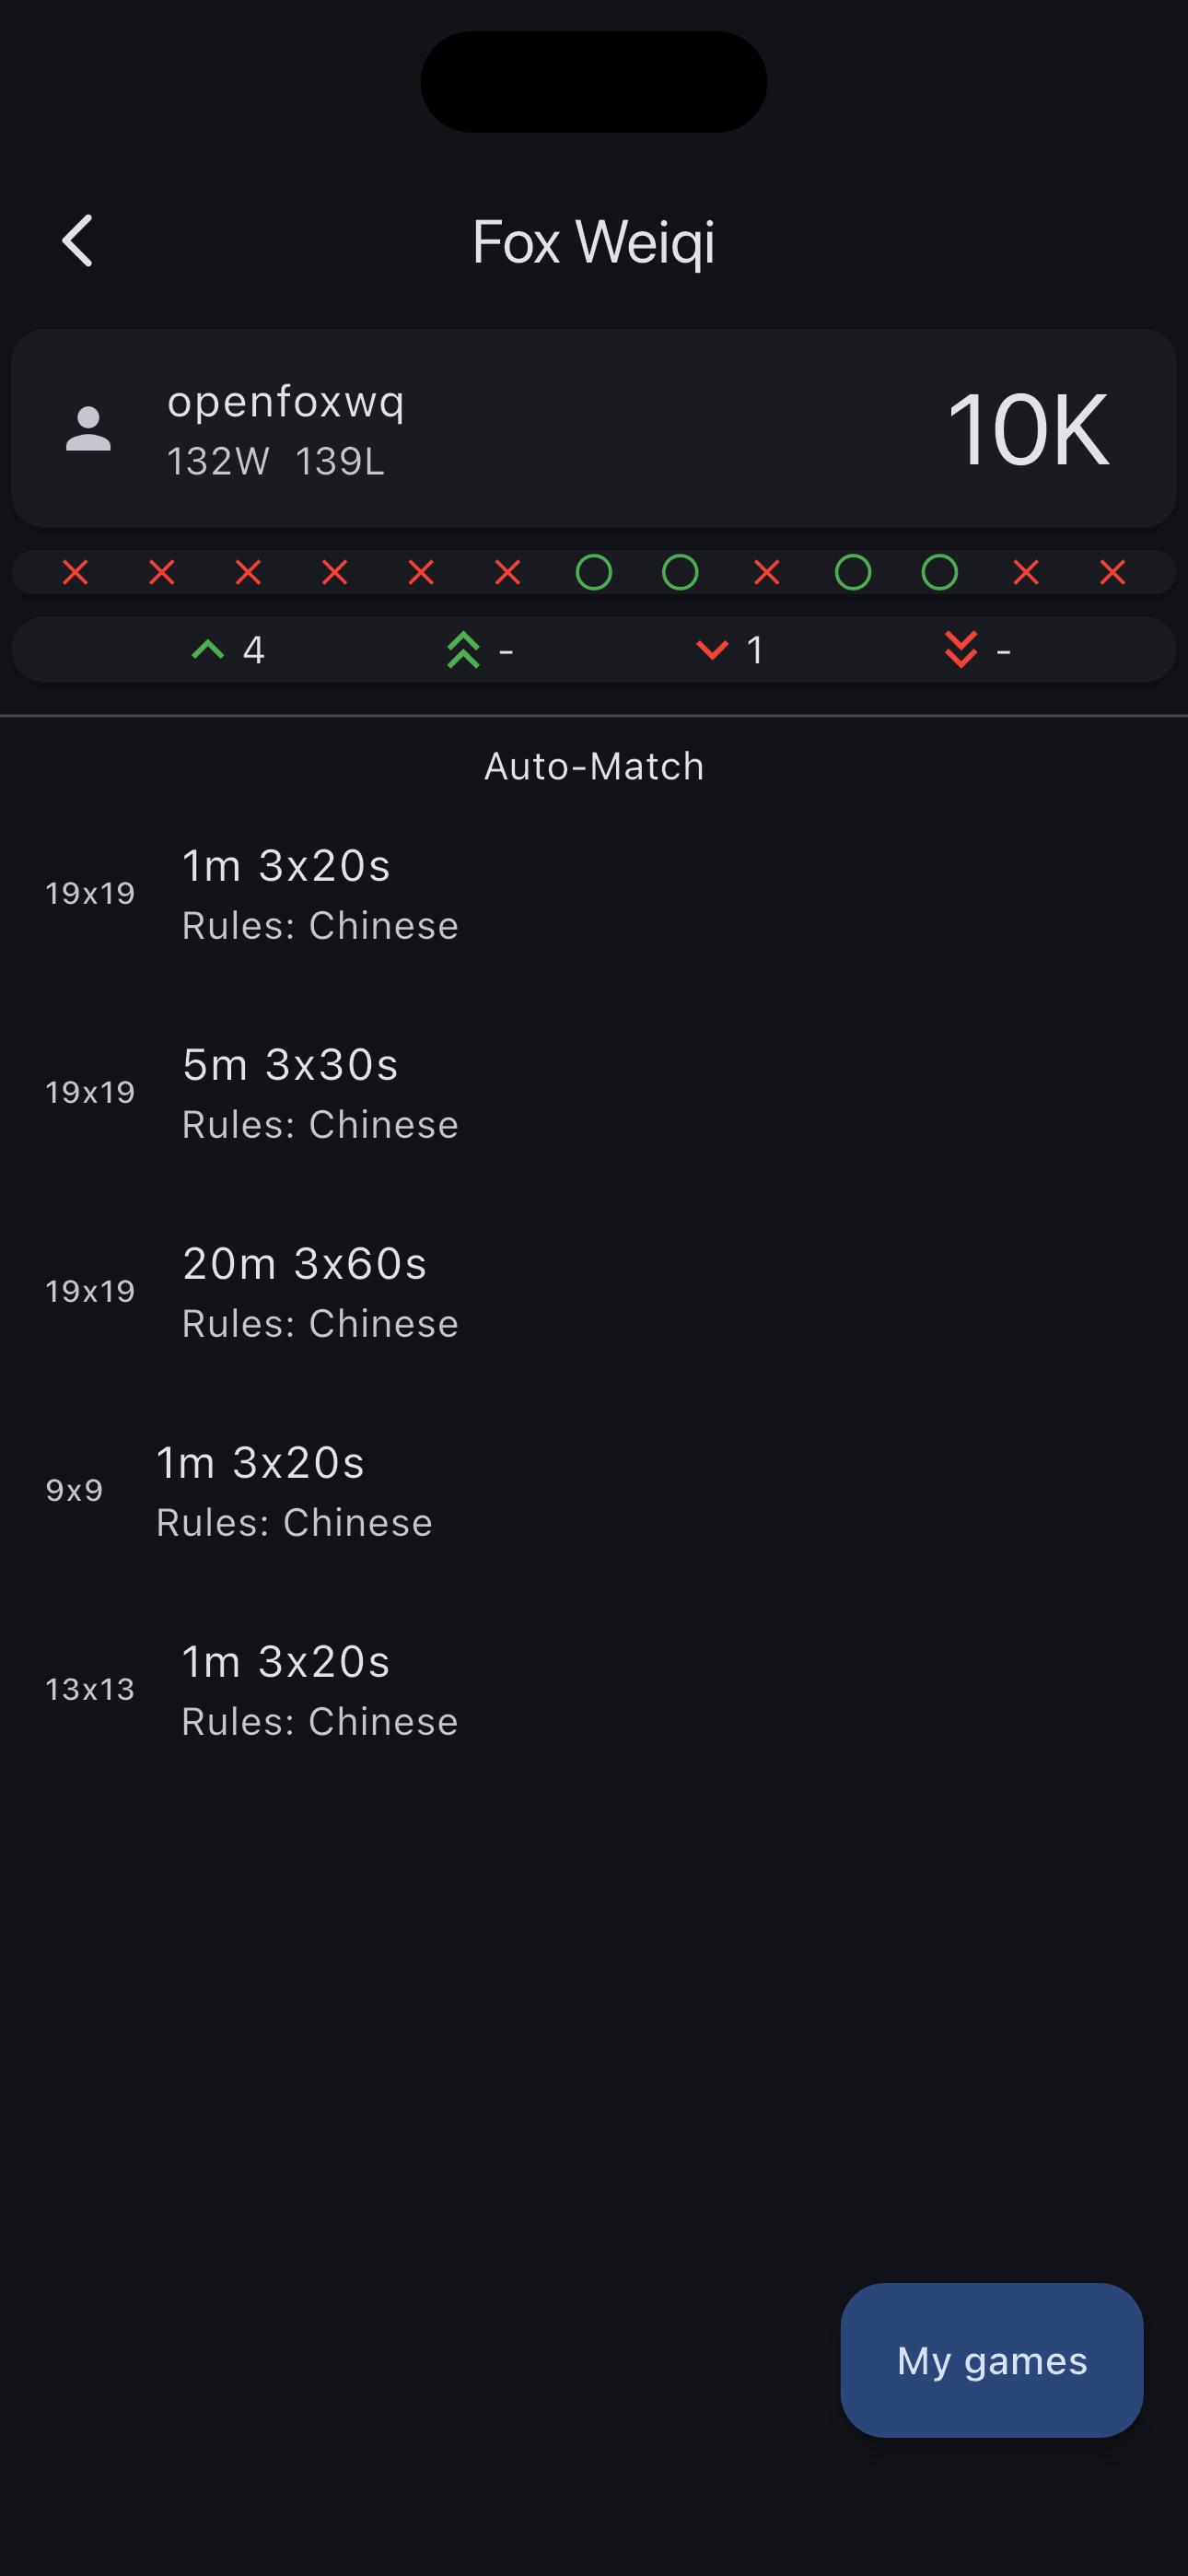 Fox Weiqi
openfoxwq
132W 139L
10K
4
-
1
-
Auto-Match
19x19
1m 3x20s
Rules: Chinese
19x19
5m 3x30s
Rules: Chinese
19x19
20m 3x60s
Rules: Chinese
9x9
1m 3x20s
Rules: Chinese
13x13
1m 3x20s
Rules: Chinese
My games